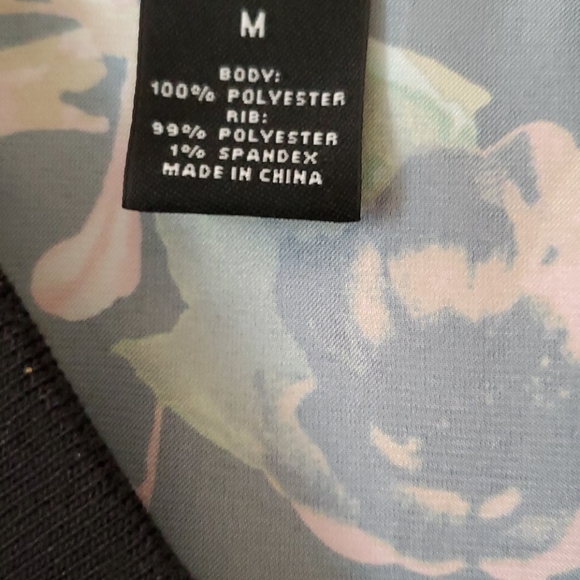 M
BODY:
100% POLYESTER
RIB:
99% POLYESTER
1% SPANDEX
MADE IN CHINA